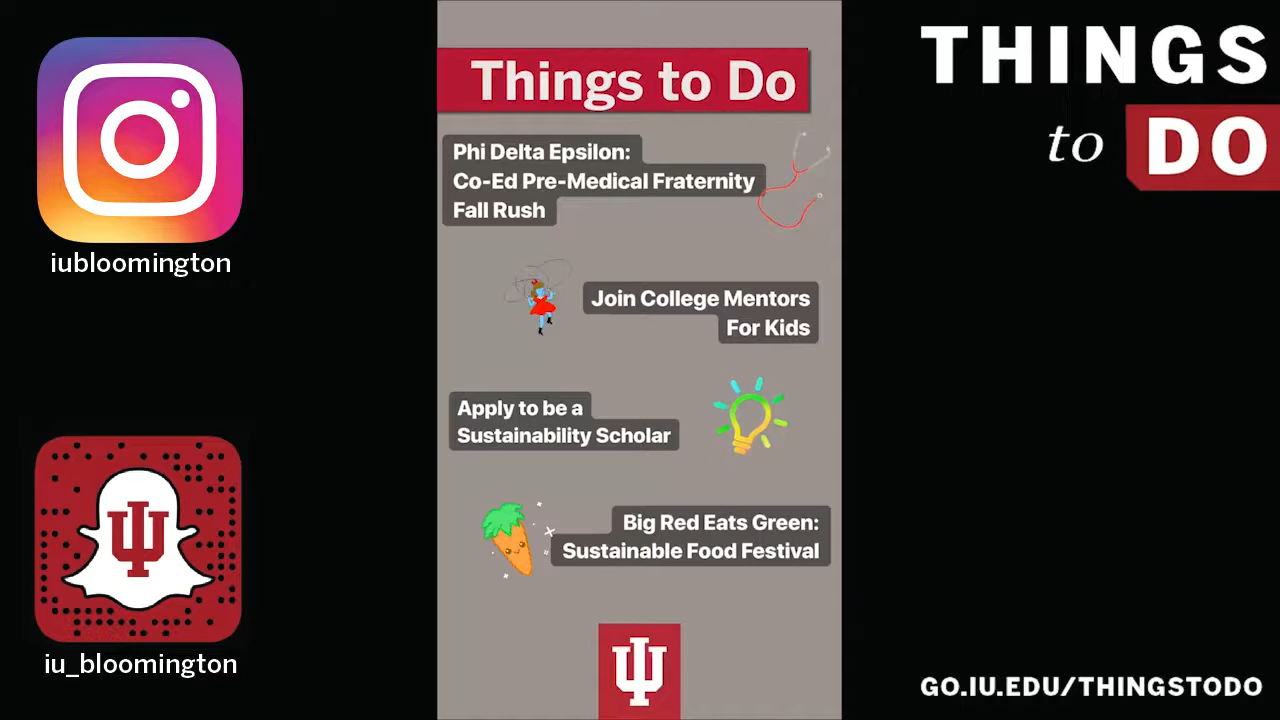 iubloomington
iu_bloomington
Things to Do
Phi Delta Epsilon:
Co-Ed Pre-Medical Fraternity
Fall Rush
Join College Mentors
For Kids
Apply to be a
Sustainability Scholar
Big Red Eats Green:
Sustainable Food Festival
THINGS
to DO
GO.IU.EDU/THINGSTODO